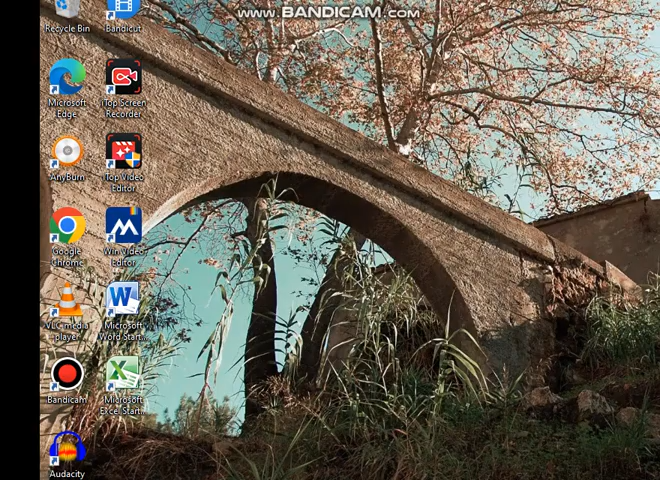 www.BANDICAM.com
Recycle Bin
Bandicut
Microsoft
Edge
iTop Screen
Recorder
AnyBurn
iTop Video
Editor
Google
Chrome
Win Video
Editor
VLC media
player
Microsoft
Word Start...
Bandicam
Microsoft
Excel Start...
Audacity